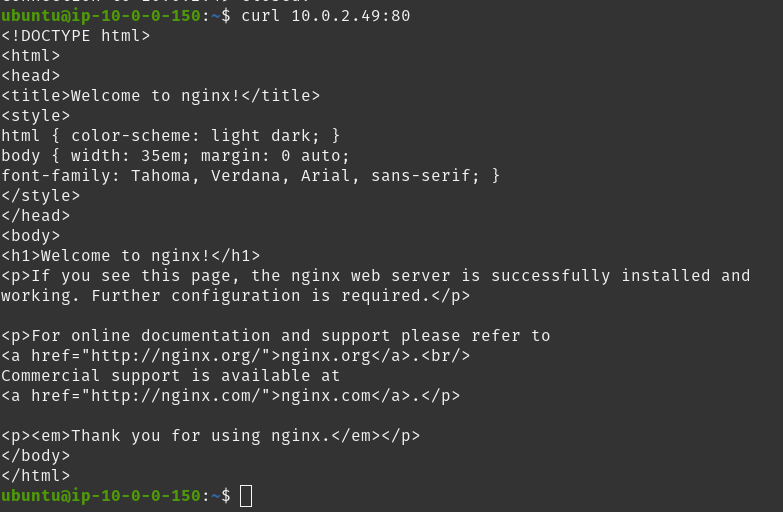 ubuntu@ip-10-0-0-150:~$ curl 10.0.2.49:80
<!DOCTYPE html>
<html>
<head>
<title>Welcome to nginx!</title>
<style>
html { color-scheme: light dark; }
body { width: 35em; margin: 0 auto;
font-family: Tahoma, Verdana, Arial, sans-serif; }
</style>
</head>
<body>
<h1>Welcome to nginx!</h1>
<p>If you see this page, the nginx web server is successfully installed and
working. Further configuration is required.</p>

<p>For online documentation and support please refer to
<a href="http://nginx.org/">nginx.org</a>.<br/>
Commercial support is available at
<a href="http://nginx.com/">nginx.com</a>.</p>

<p><em>Thank you for using nginx.</em></p>
</body>
</html>
ubuntu@ip-10-0-0-150:~$